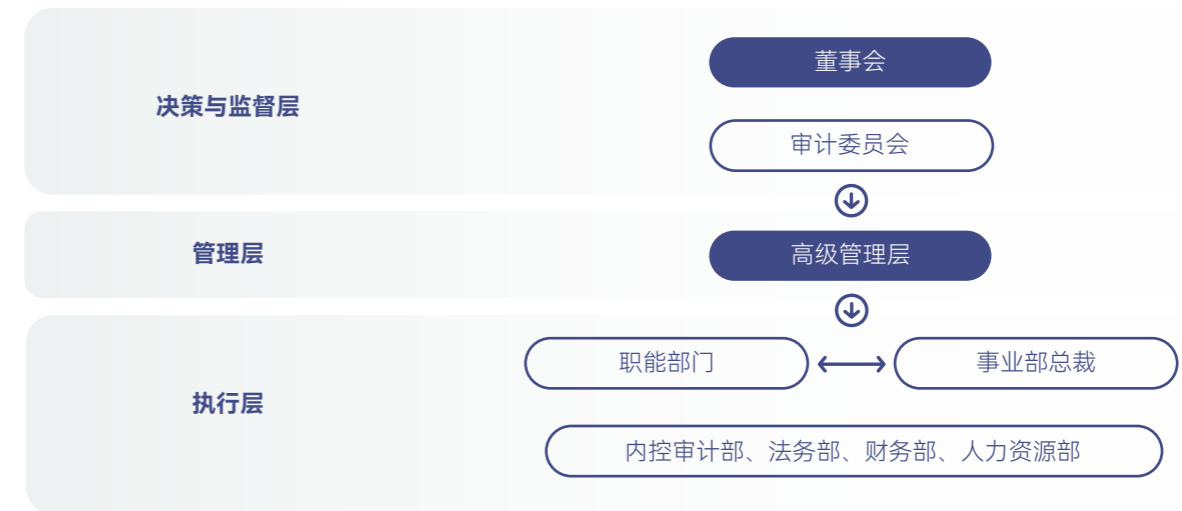 决策与监督层
董事会
审计委员会
管理层
高级管理层
执行层
职能部门
事业部总裁
内控审计部、法务部、财务部、人力资源部